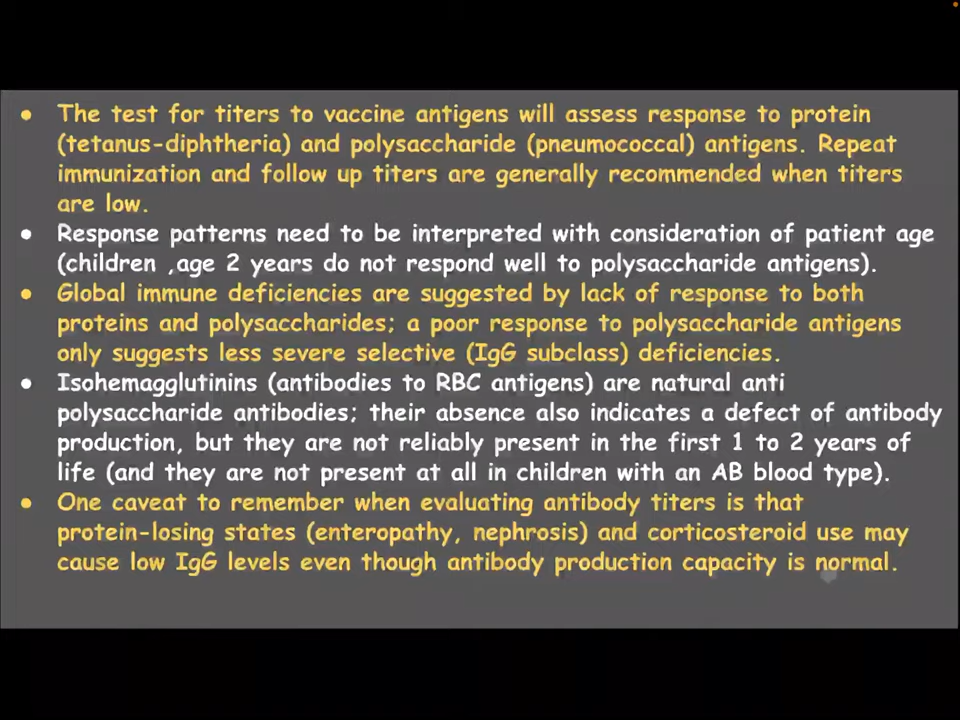 ● The test for titers to vaccine antigens will assess response to protein
(tetanus-diphtheria) and polysaccharide (pneumococcal) antigens. Repeat
immunization and follow up titers are generally recommended when titers
are low.
● Response patterns need to be interpreted with consideration of patient age
(children ,age 2 years do not respond well to polysaccharide antigens).
● Global immune deficiencies are suggested by lack of response to both
proteins and polysaccharides; a poor response to polysaccharide antigens
only suggests less severe selective (IgG subclass) deficiencies.
● Isohemagglutinins (antibodies to RBC antigens) are natural anti
polysaccharide antibodies; their absence also indicates a defect of antibody
production, but they are not reliably present in the first 1 to 2 years of
life (and they are not present at all in children with an AB blood type).
● One caveat to remember when evaluating antibody titers is that
protein-losing states (enteropathy, nephrosis) and corticosteroid use may
cause low IgG levels even though antibody production capacity is normal.